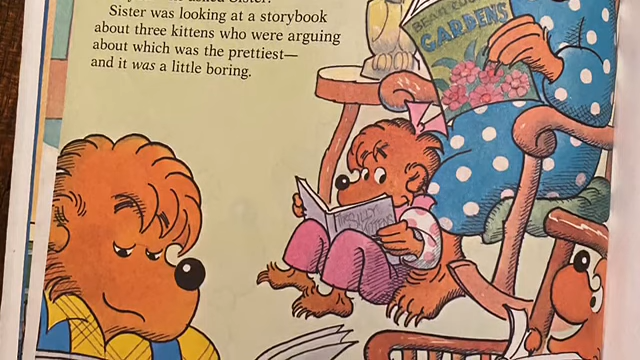 Sister was looking at a storybook
about three kittens who were arguing
about which was the prettiest—
and it was a little boring.
GARDENS
SILLY
KITTENS